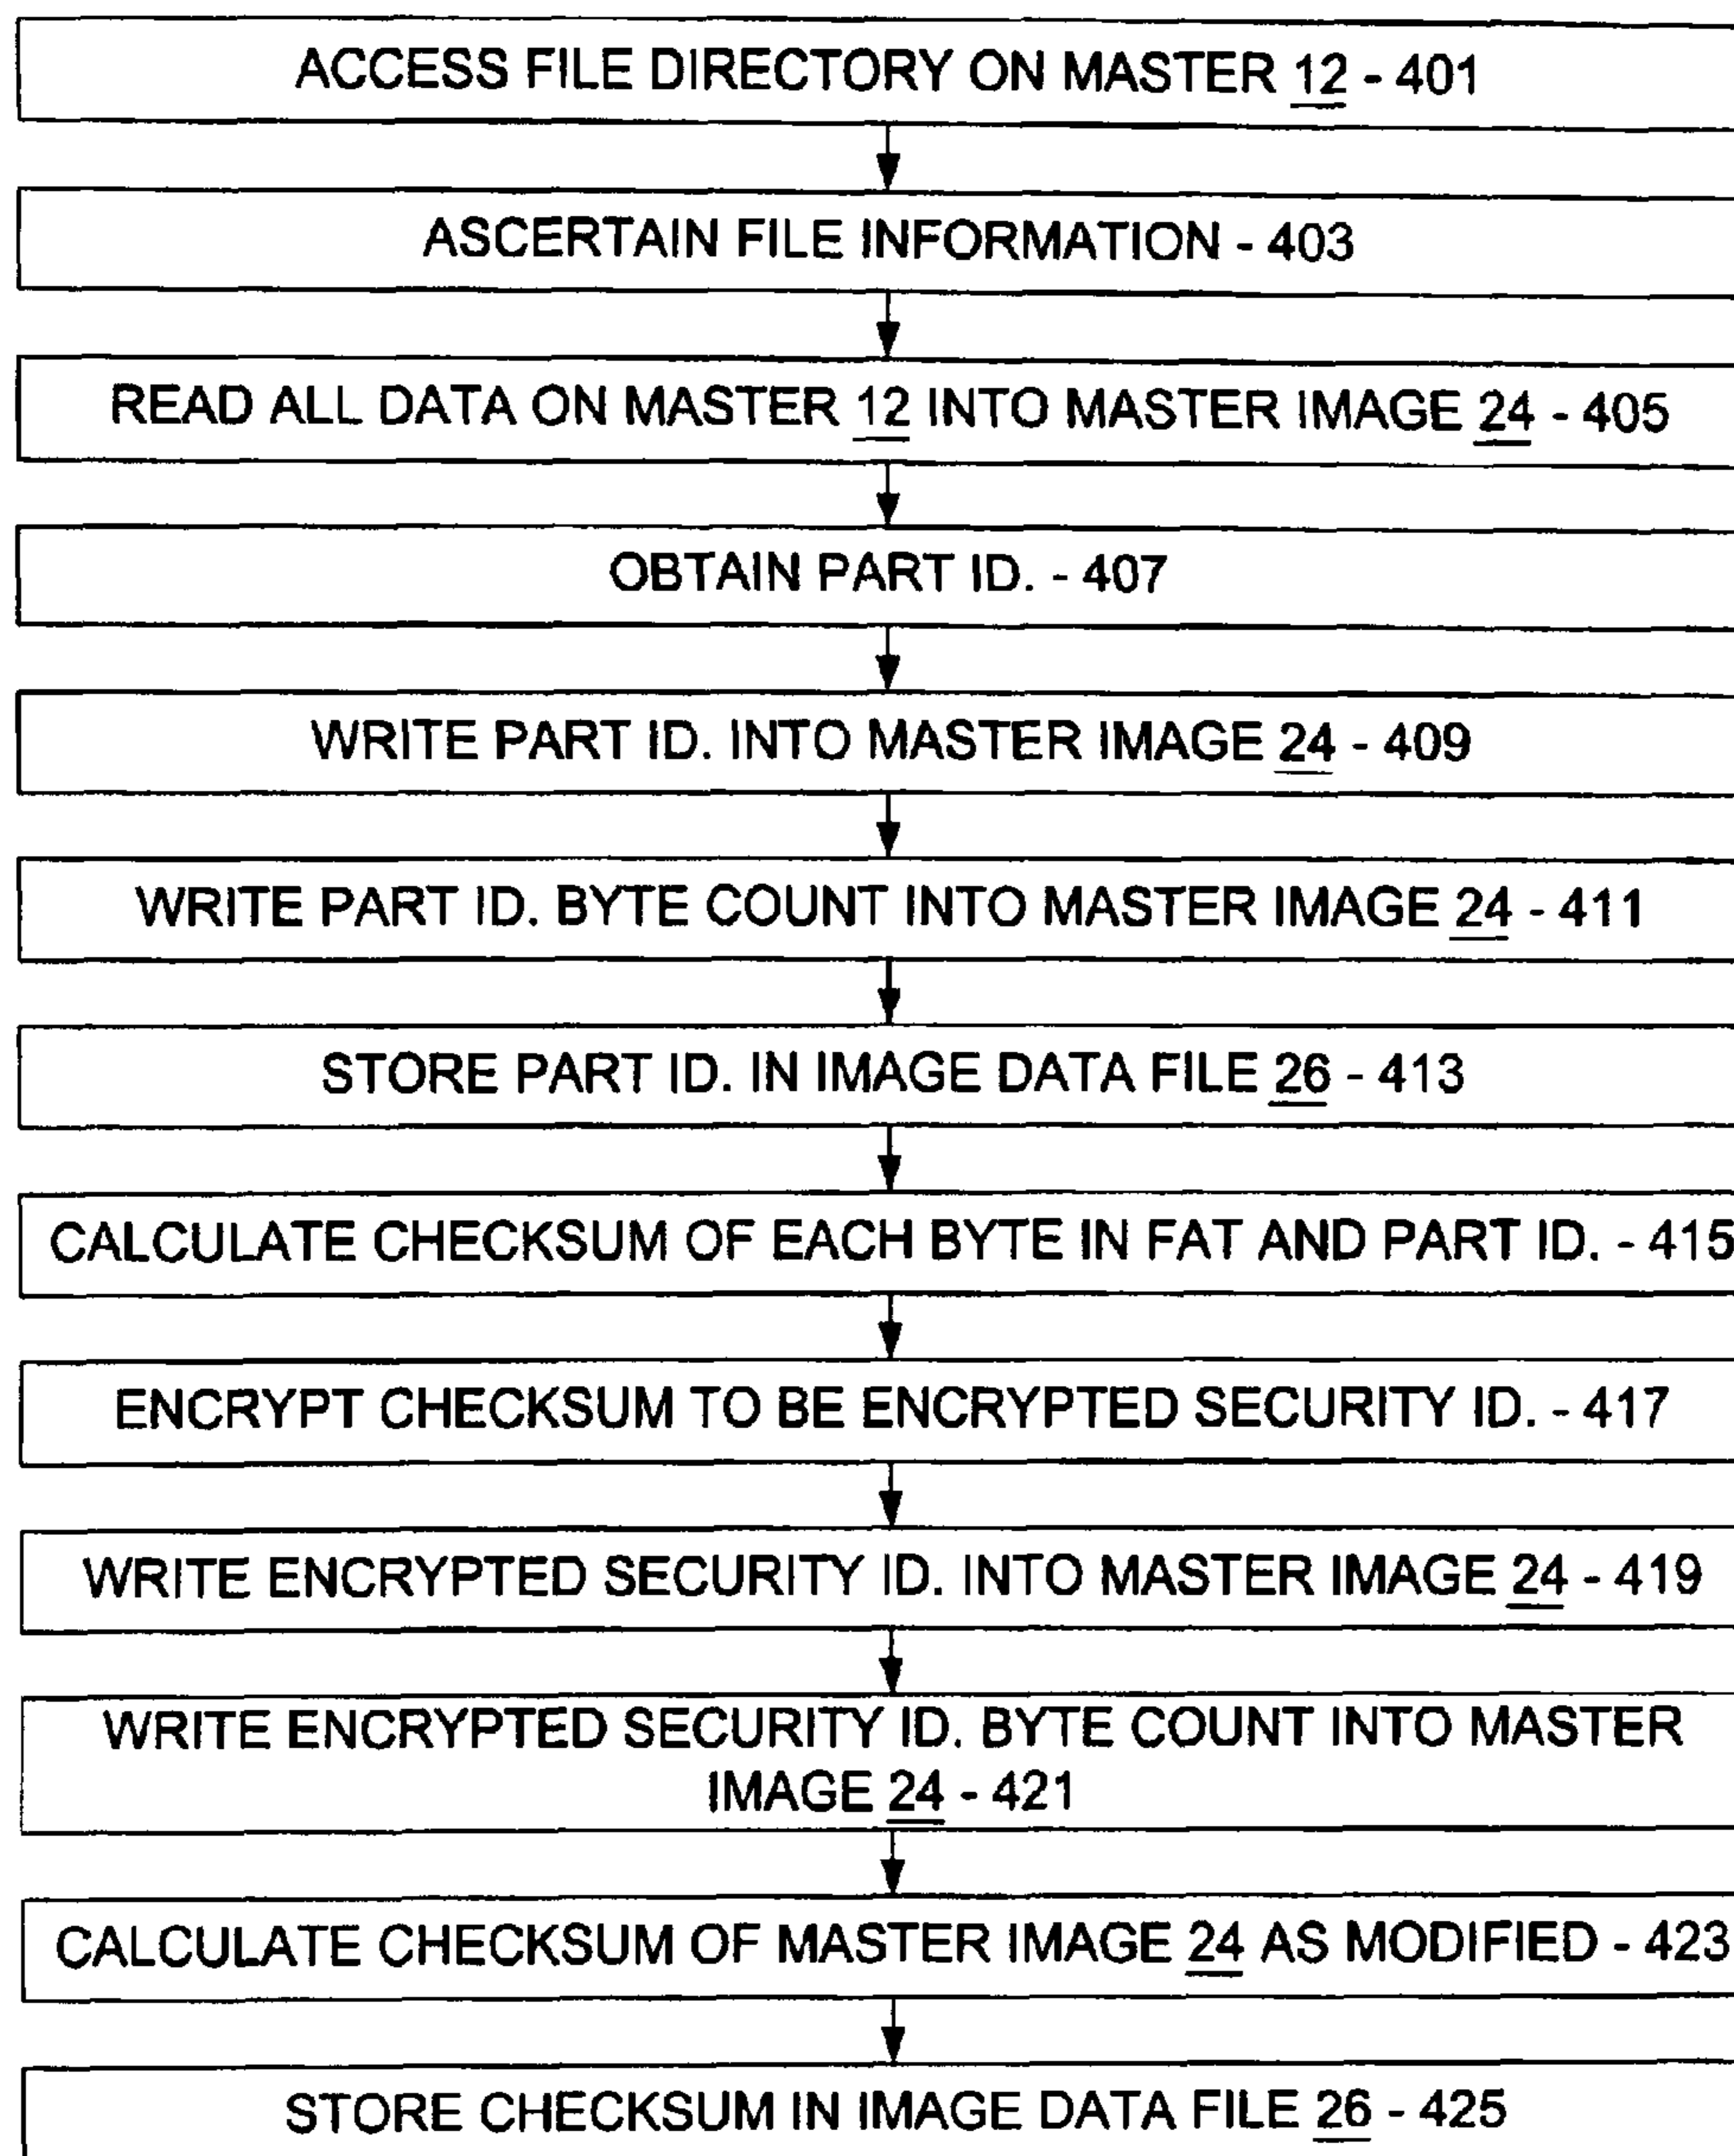 ACCESS FILE DIRECTORY ON MASTER 12 - 401
ASCERTAIN FILE INFORMATION - 403
READ ALL DATA ON MASTER 12 INTO MASTER IMAGE 24 - 405
OBTAIN PART ID. - 407
WRITE PART ID. INTO MASTER IMAGE 24 - 409
WRITE PART ID. BYTE COUNT INTO MASTER IMAGE 24 - 411
STORE PART ID. IN IMAGE DATA FILE 26 - 413
CALCULATE CHECKSUM OF EACH BYTE IN FAT AND PART ID. - 415
ENCRYPT CHECKSUM TO BE ENCRYPTED SECURITY ID. - 417
WRITE ENCRYPTED SECURITY ID. INTO MASTER IMAGE 24 - 419
WRITE ENCRYPTED SECURITY ID. BYTE COUNT INTO MASTER
IMAGE 24 - 421
CALCULATE CHECKSUM OF MASTER IMAGE 24 AS MODIFIED - 423
STORE CHECKSUM IN IMAGE DATA FILE 26 - 425